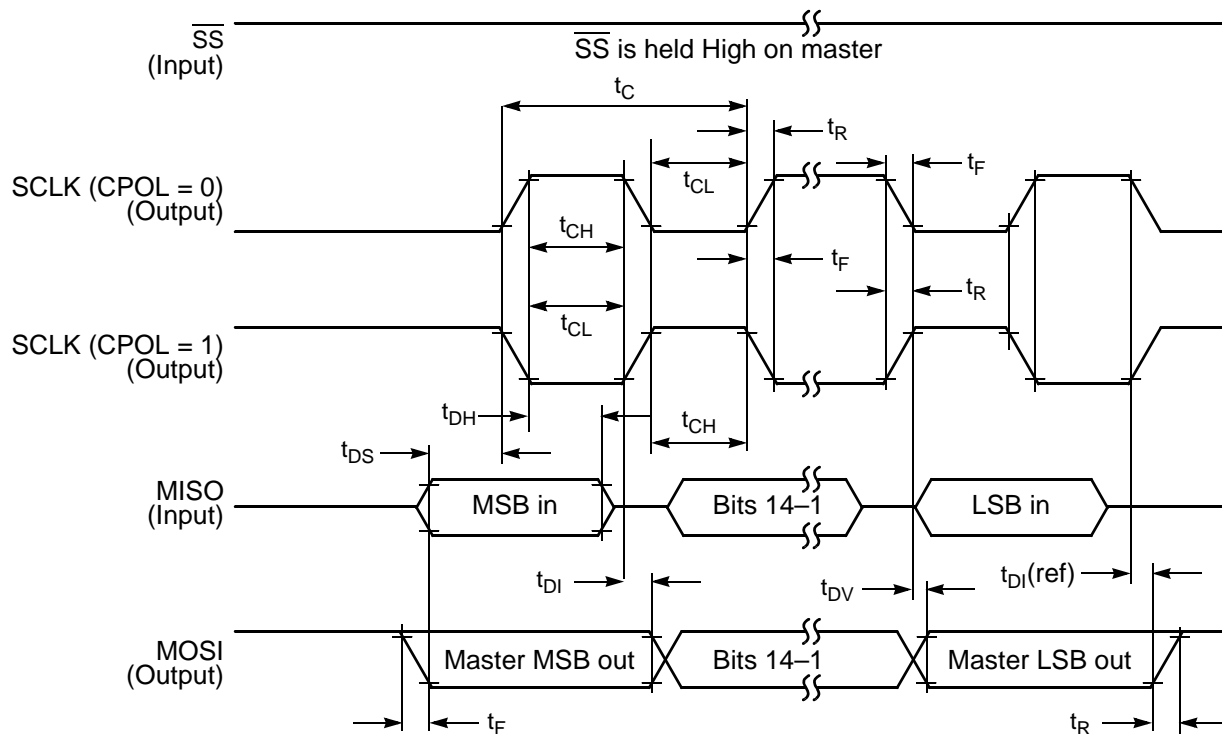 SS
(Input)
SS is held High on master
tC
tR
tF
SCLK (CPOL = 0)
(Output)
tCL
tCH
tF
tR
tCL
SCLK (CPOL = 1)
(Output)
tDH
tCH
tDS
MISO
(Input)
MSB in
Bits 14–1
LSB in
tDI
tDV
tDI(ref)
MOSI
(Output)
Master MSB out
Bits 14–1
Master LSB out
tF
tR